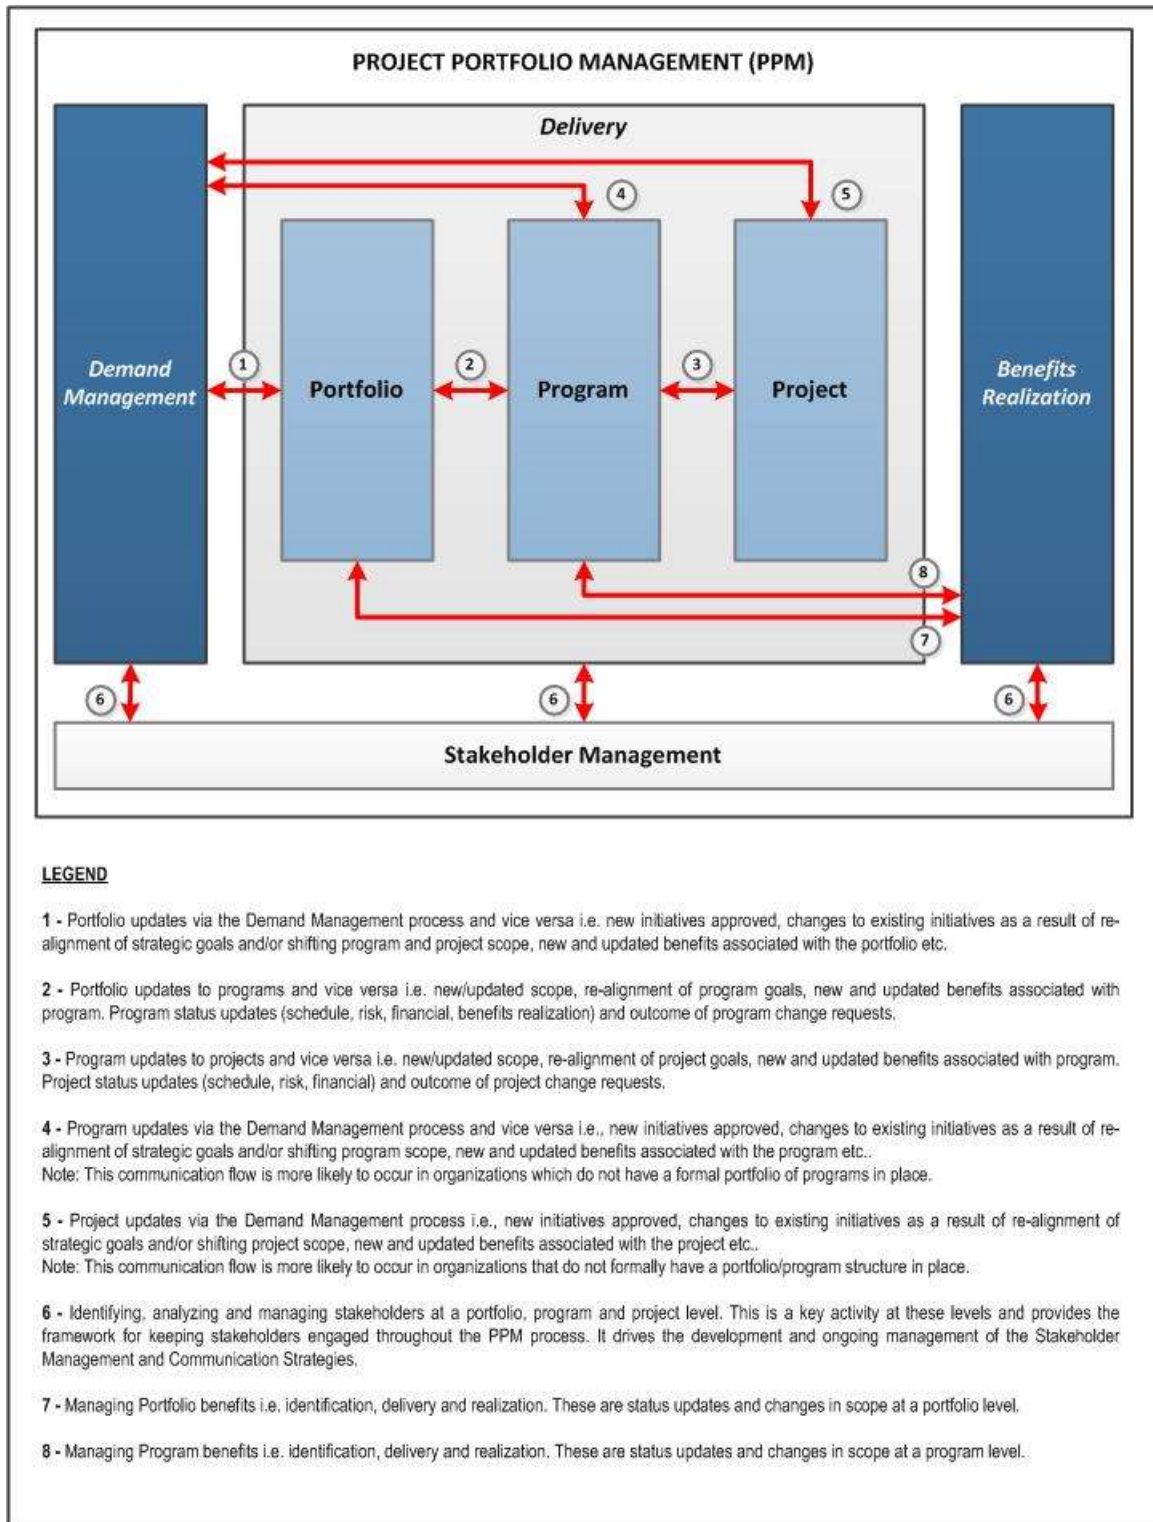 PROJECT PORTFOLIO MANAGEMENT (PPM)
Delivery
4
5
1
2
3
Demand
Management
Portfolio
Program
Project
Benefits
Realization
8
7
6
6
6
Stakeholder Management
LEGEND
1 - Portfolio updates via the Demand Management process and vice versa i.e. new initiatives approved, changes to existing initiatives as a result of re-
alignment of strategic goals and/or shifting program and project scope, new and updated benefits associated with the portfolio etc.
2 - Portfolio updates to programs and vice versa i.e. new/updated scope, re-alignment of program goals, new and updated benefits associated with
program. Program status updates (schedule, risk, financial, benefits realization) and outcome of program change requests.
3 - Program updates to projects and vice versa i.e. new/updated scope, re-alignment of project goals, new and updated benefits associated with program.
Project status updates (schedule, risk, financial) and outcome of project change requests.
4 - Program updates via the Demand Management process and vice versa i.e., new initiatives approved, changes to existing initiatives as a result of re-
alignment of strategic goals and/or shifting program scope, new and updated benefits associated with the program etc..
Note: This communication flow is more likely to occur in organizations which do not have a formal portfolio of programs in place.
5 - Project updates via the Demand Management process i.e., new initiatives approved, changes to existing initiatives as a result of re-alignment of
strategic goals and/or shifting project scope, new and updated benefits associated with the project etc..
Note: This communication flow is more likely to occur in organizations that do not formally have a portfolio/program structure in place.
6 - Identifying, analyzing and managing stakeholders at a portfolio, program and project level. This is a key activity at these levels and provides the
framework for keeping stakeholders engaged throughout the PPM process. It drives the development and ongoing management of the Stakeholder
Management and Communication Strategies.
7 - Managing Portfolio benefits i.e. identification, delivery and realization. These are status updates and changes in scope at a portfolio level.
8 - Managing Program benefits i.e. identification, delivery and realization. These are status updates and changes in scope at a program level.